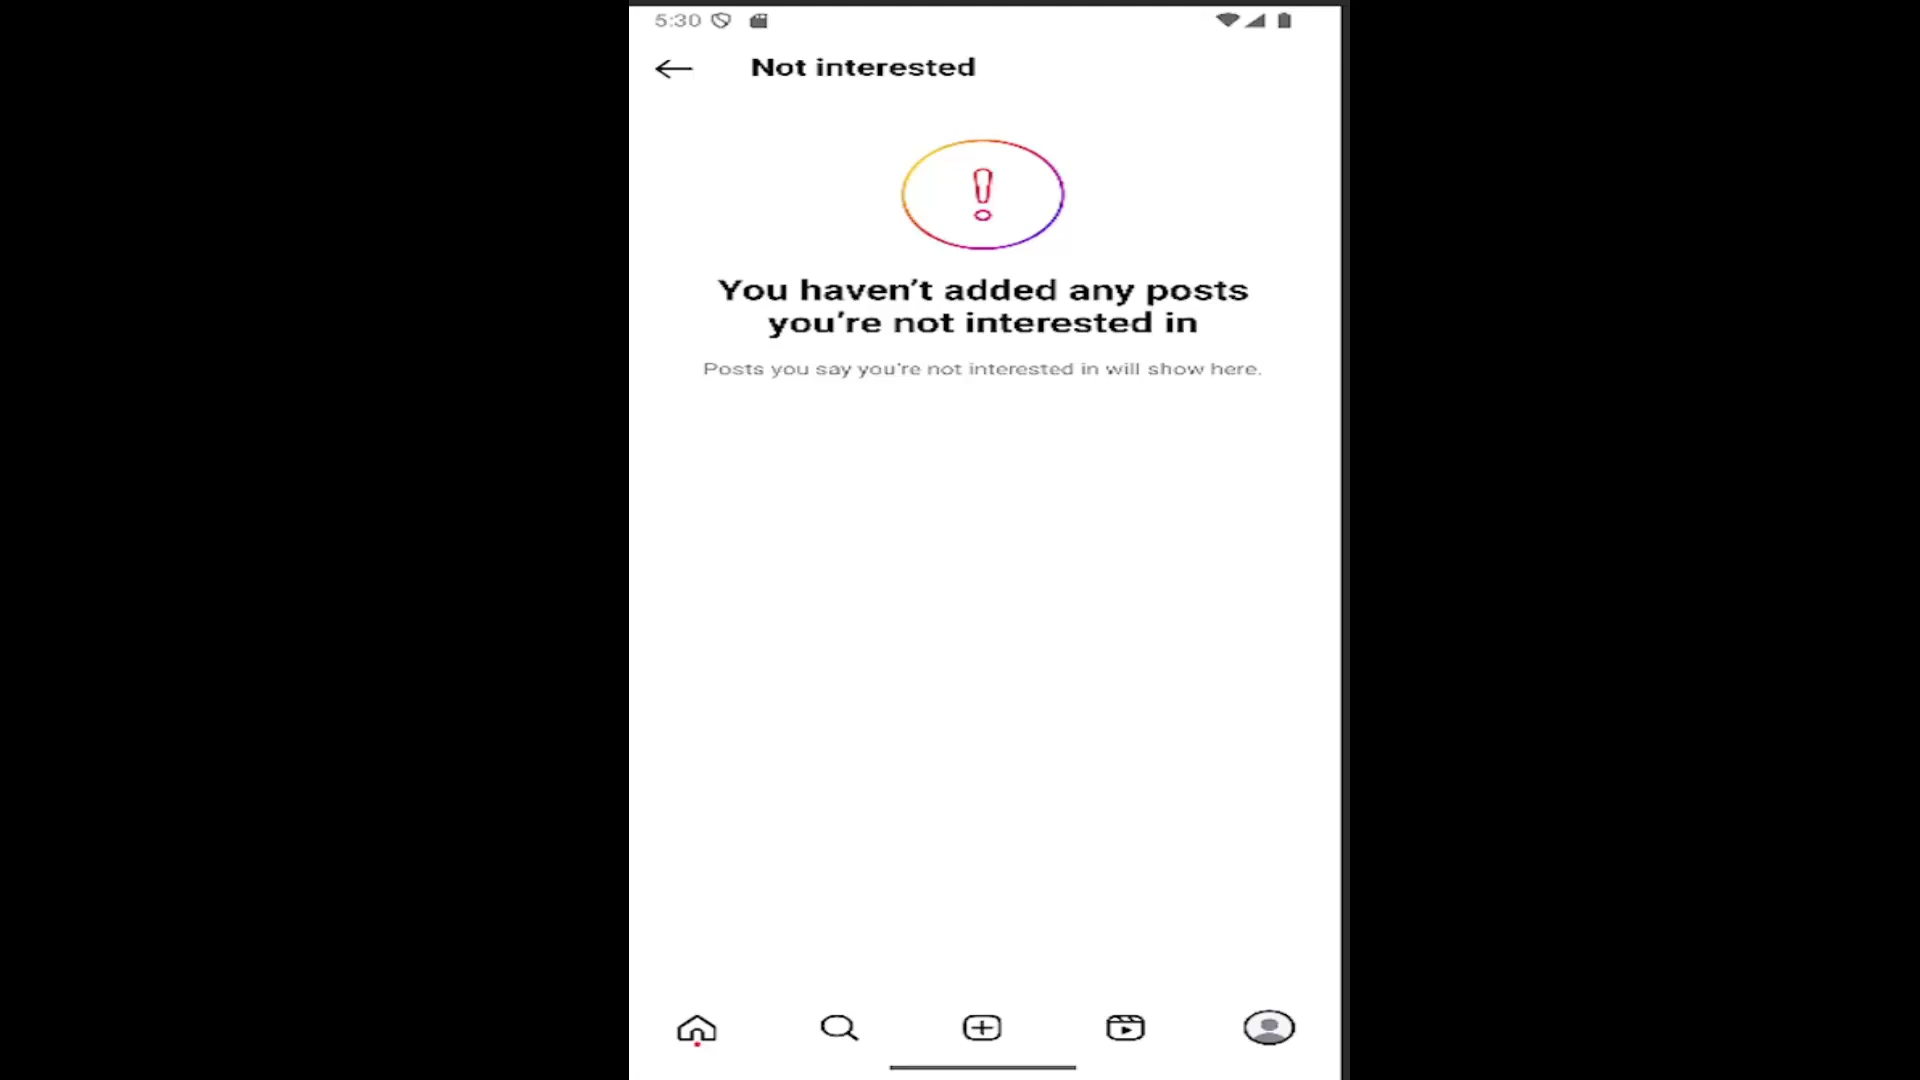 5:30
Not interested
You haven’t added any posts
you’re not interested in
Posts you say you’re not interested in will show here.